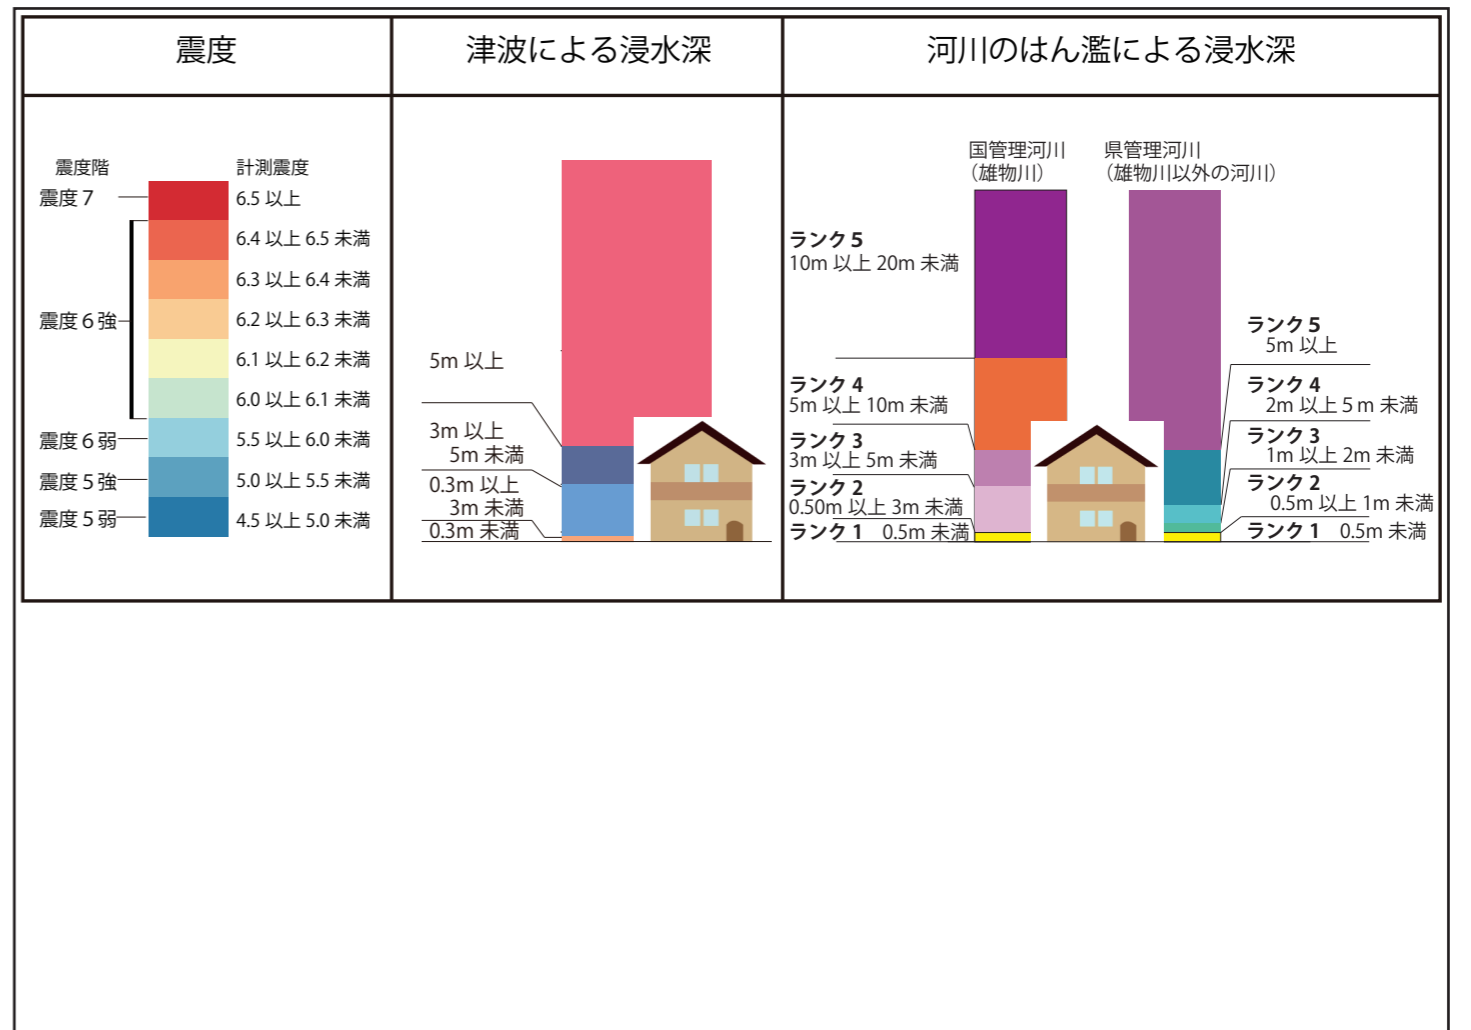 震度
津波による浸水深
河川のはん濫による浸水深
震度階
計測震度
震度７
6.5 以上
6.4 以上 6.5 未満
6.3 以上 6.4 未満
震度６強
6.2 以上 6.3 未満
6.1 以上 6.2 未満
6.0 以上 6.1 未満
震度６弱
5.5 以上 6.0 未満
震度５強
5.0 以上 5.5 未満
震度５弱
4.5 以上 5.0 未満
5m 以上
3m 以上
5m 未満
0.3m 以上
3m 未満
0.3m 未満
国管理河川
（雄物川）
ランク５
10m 以上 20m 未満
ランク 4
5m 以上 10m 未満
ランク 3
3m 以上 5m 未満
ランク 2
0.50m 以上 3m 未満
ランク 1 0.5m 未満
県管理河川
（雄物川以外の河川）
ランク５
5m 以上
ランク 4
2m 以上 5 m 未満
ランク 3
1m 以上 2m 未満
ランク 2
0.5m 以上 1m 未満
ランク 1 0.5m 未満